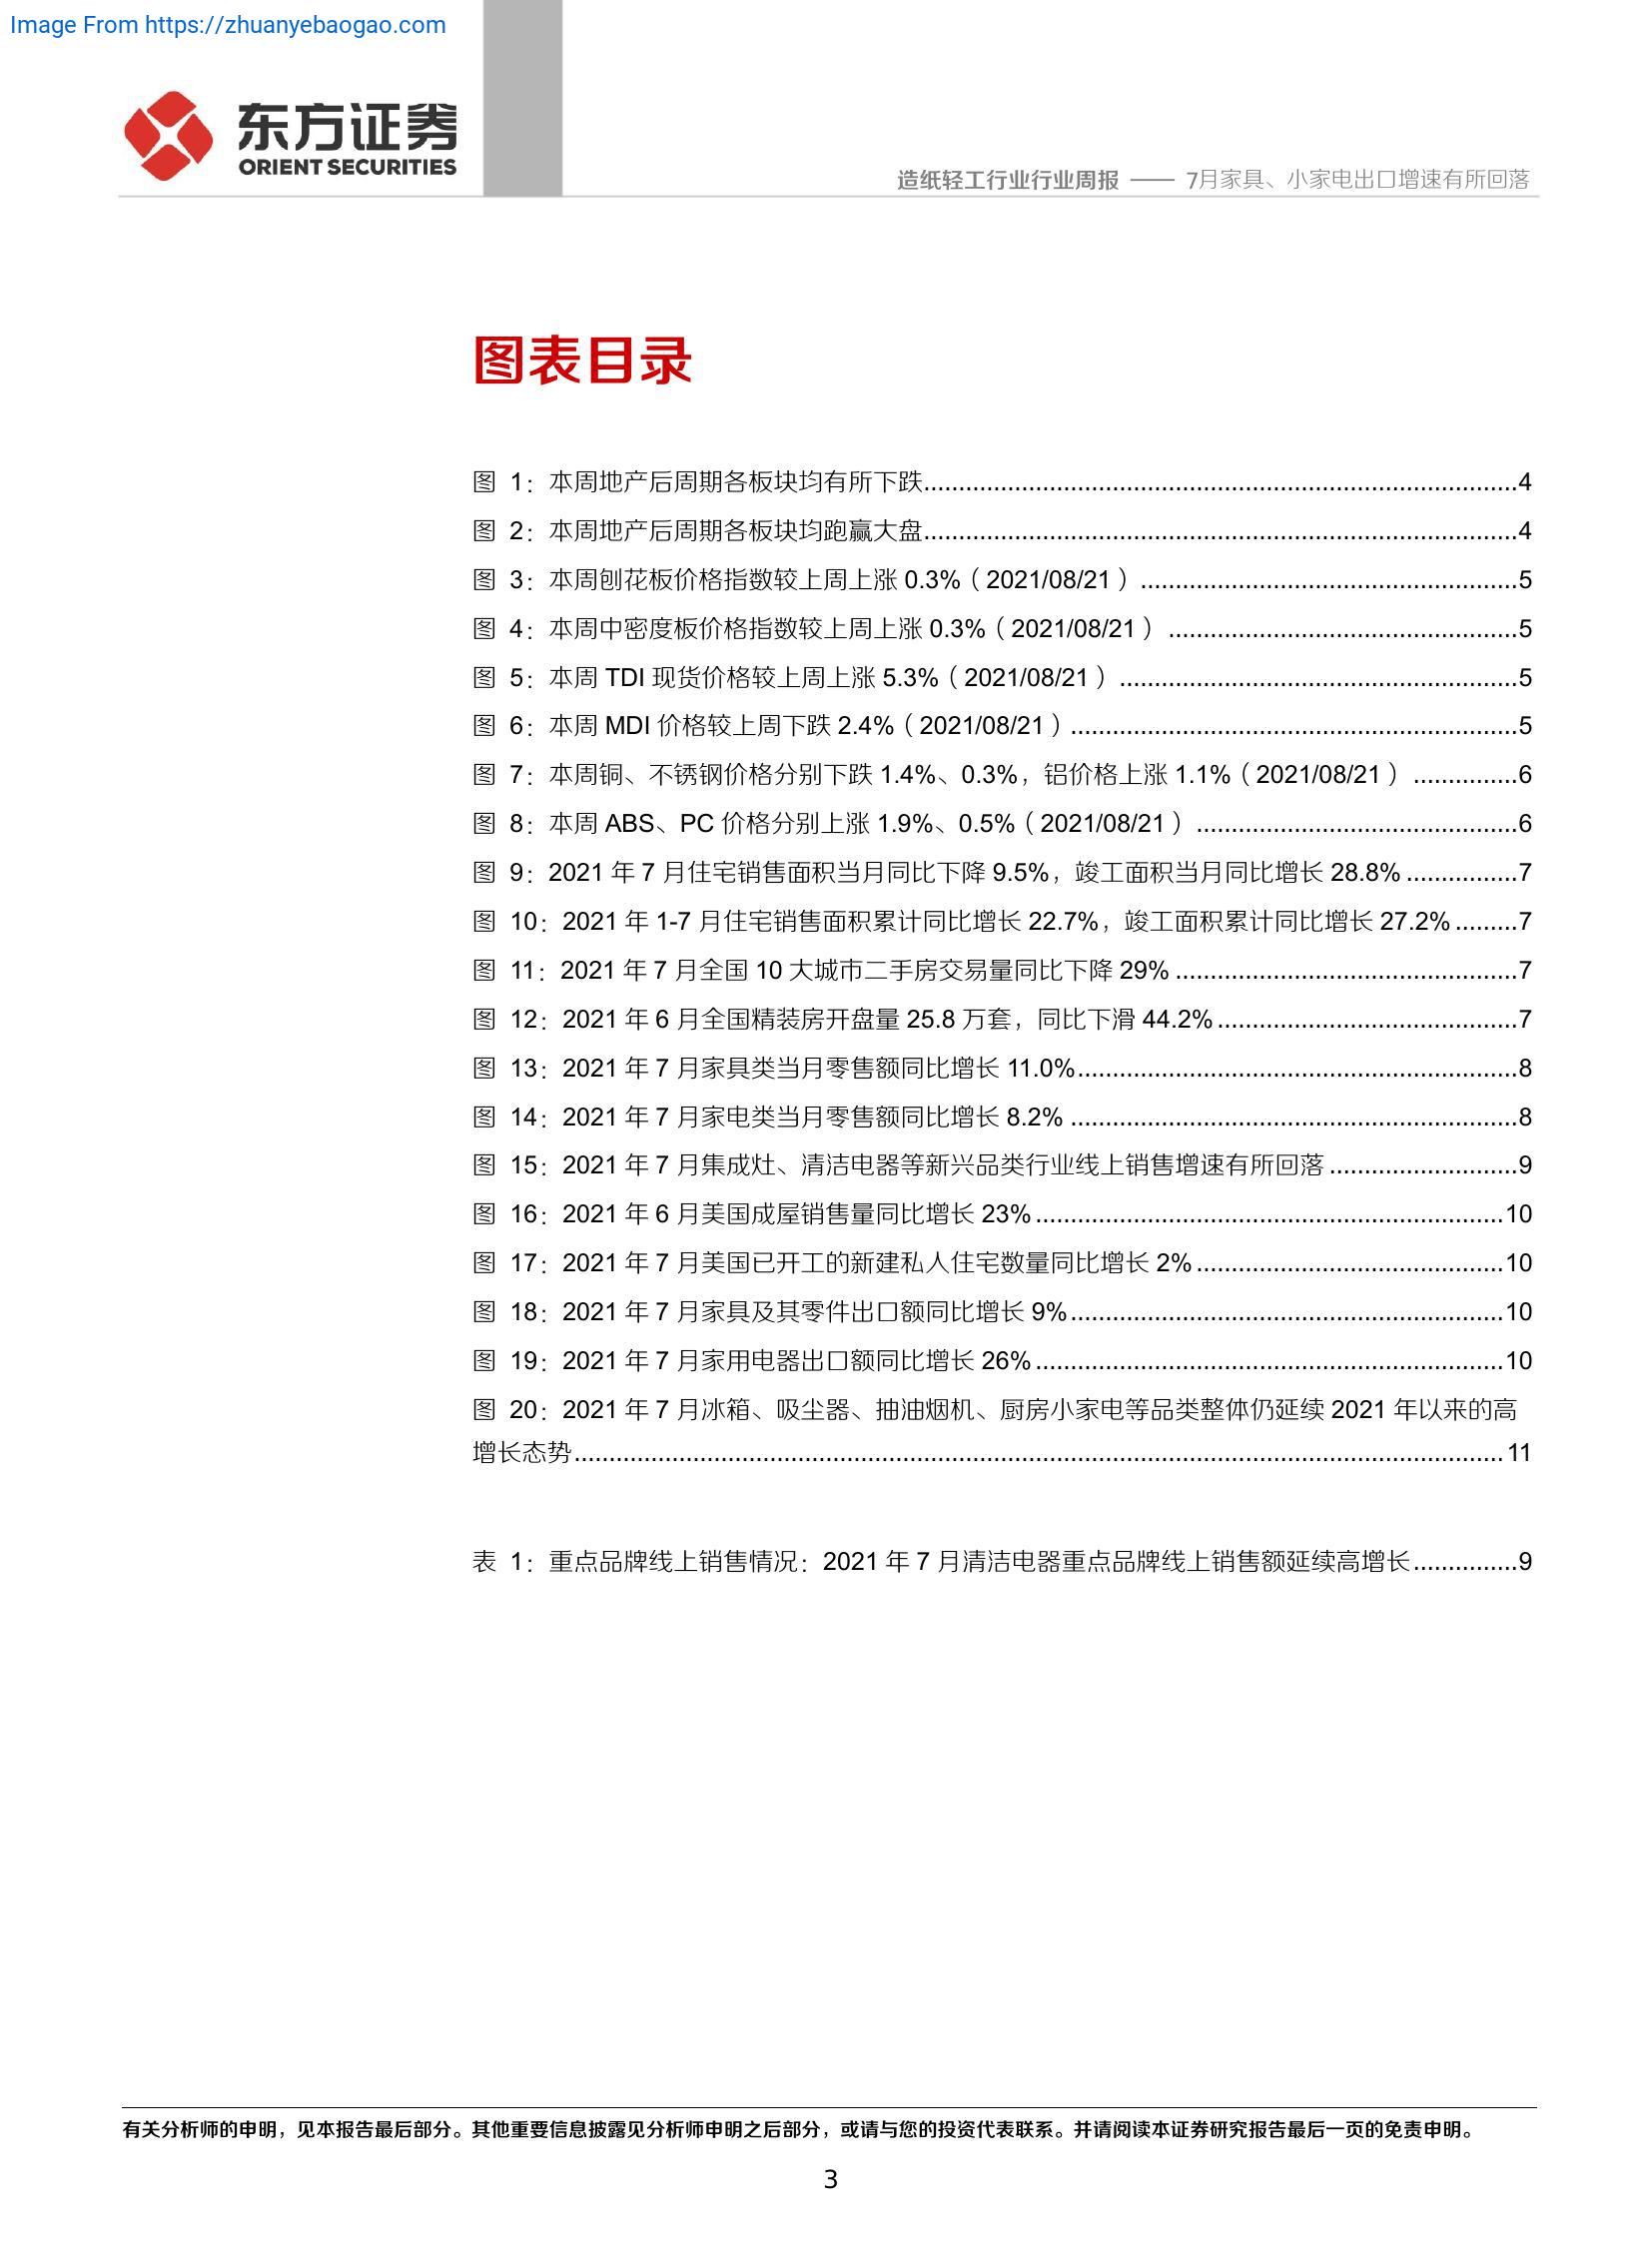 Image From https://zhuanyebaogao.com
东方证券
ORIENT SECURITIES
造纸轻工行业行业周报 —— 7月家具、小家电出口增速有所回落
图表目录
图 1：本周地产后周期各板块均有所下跌....................4
图 2：本周地产后周期各板块均跑赢大盘....................4
图 3：本周刨花板价格指数较上周上涨 0.3%（2021/08/21）....................5
图 4：本周中密度板价格指数较上周上涨 0.3%（2021/08/21）....................5
图 5：本周 TDI 现货价格较上周上涨 5.3%（2021/08/21）....................5
图 6：本周 MDI 价格较上周下跌 2.4%（2021/08/21）....................5
图 7：本周铜、不锈钢价格分别下跌 1.4%、0.3%，铝价格上涨 1.1%（2021/08/21）...............6
图 8：本周 ABS、PC 价格分别上涨 1.9%、0.5%（2021/08/21）....................6
图 9：2021 年 7 月住宅销售面积当月同比下降 9.5%，竣工面积当月同比增长 28.8%................7
图 10：2021 年 1-7 月住宅销售面积累计同比增长 22.7%，竣工面积累计同比增长 27.2%.........7
图 11：2021 年 7 月全国 10 大城市二手房交易量同比下降 29%....................7
图 12：2021 年 6 月全国精装房开盘量 25.8 万套，同比下滑 44.2%....................7
图 13：2021 年 7 月家具类当月零售额同比增长 11.0%....................8
图 14：2021 年 7 月家电类当月零售额同比增长 8.2%....................8
图 15：2021 年 7 月集成灶、清洁电器等新兴品类行业线上销售增速有所回落....................9
图 16：2021 年 6 月美国成屋销售量同比增长 23%....................10
图 17：2021 年 7 月美国已开工的新建私人住宅数量同比增长 2%....................10
图 18：2021 年 7 月家具及其零件出口额同比增长 9%....................10
图 19：2021 年 7 月家用电器出口额同比增长 26%....................10
图 20：2021 年 7 月冰箱、吸尘器、抽油烟机、厨房小家电等品类整体仍延续 2021 年以来的高
增长态势....................11
表 1：重点品牌线上销售情况：2021 年 7 月清洁电器重点品牌线上销售额延续高增长...............9
有关分析师的申明，见本报告最后部分。其他重要信息披露见分析师申明之后部分，或请与您的投资代表联系。并请阅读本证券研究报告最后一页的免责申明。
3